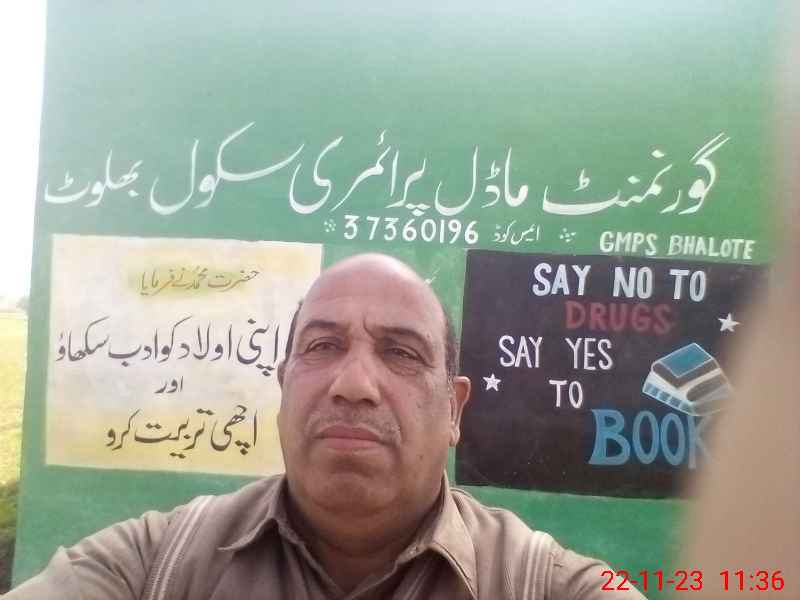 گورنمنٹ ماڈل پرائمری سکول بھلوٹ
ایمس کوڈ 37360196
GMPS BHALOTE
حضرت محمدؐ نے فرمایا
اپنی اولاد کو ادب سکھاؤ
اور
اچھی تربیت کرو
SAY NO TO
DRUGS
SAY YES
TO
BOOK
22-11-23 11:36